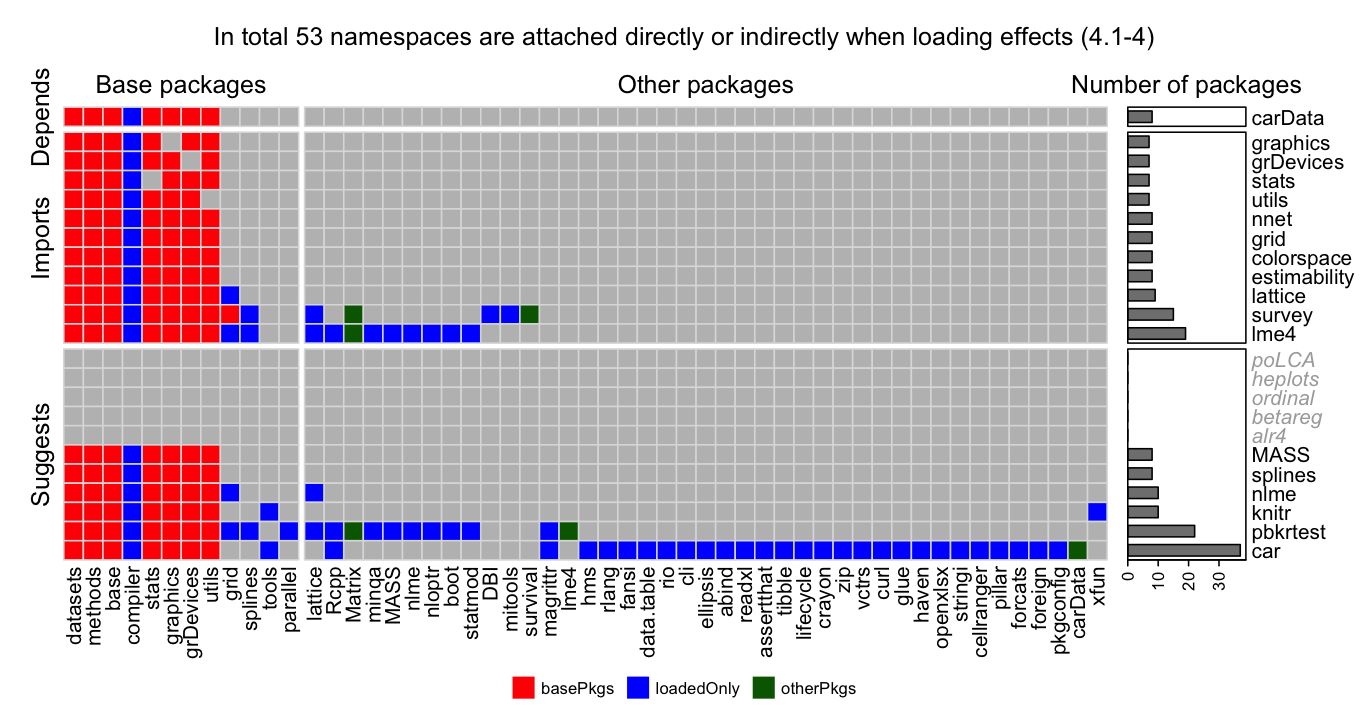 In total 53 namespaces are attached directly or indirectly when loading effects (4.1-4)
Base packages
Other packages
Number of packages
Depends
Imports
Suggests
carData
graphics
grDevices
stats
utils
nnet
grid
colorspace
estimability
lattice
survey
lme4
poLCA
heplots
ordinal
betareg
alr4
MASS
splines
nlme
knitr
pbkrtest
car
0
10
20
30
datasets
methods
base
compiler
stats
graphics
grDevices
utils
grid
splines
tools
parallel
lattice
Rcpp
Matrix
minqa
MASS
nlme
nloptr
boot
statmod
DBI
mitools
survival
magrittr
lme4
hms
rlang
fansi
data.table
rio
cli
ellipsis
abind
readxl
assertthat
tibble
lifecycle
crayon
zip
vctrs
curl
glue
haven
openxlsx
stringi
cellranger
pillar
forcats
foreign
pkgconfig
carData
xfun
basePkgs
loadedOnly
otherPkgs